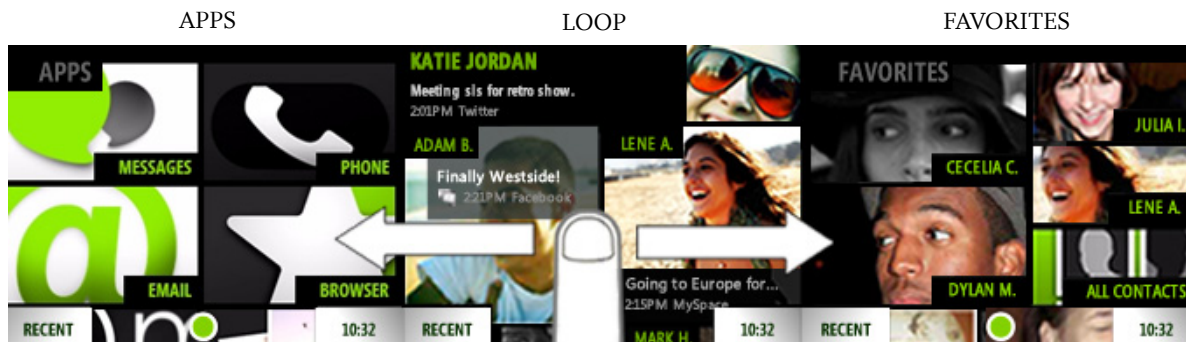 APPS
LOOP
FAVORITES
APPS
MESSAGES
PHONE
EMAIL
BROWSER
RECENT
10:32
KATIE JORDAN
Meeting sis for retro show.
2:01PM Twitter
ADAM B.
LENE A.
Finally Westside!
2:21PM Facebook
Going to Europe for...
2:15PM MySpace
MARK H
RECENT
10:32
FAVORITES
JULIA I.
CECELIA C.
LENE A.
DYLAN M.
ALL CONTACTS
RECENT
10:32